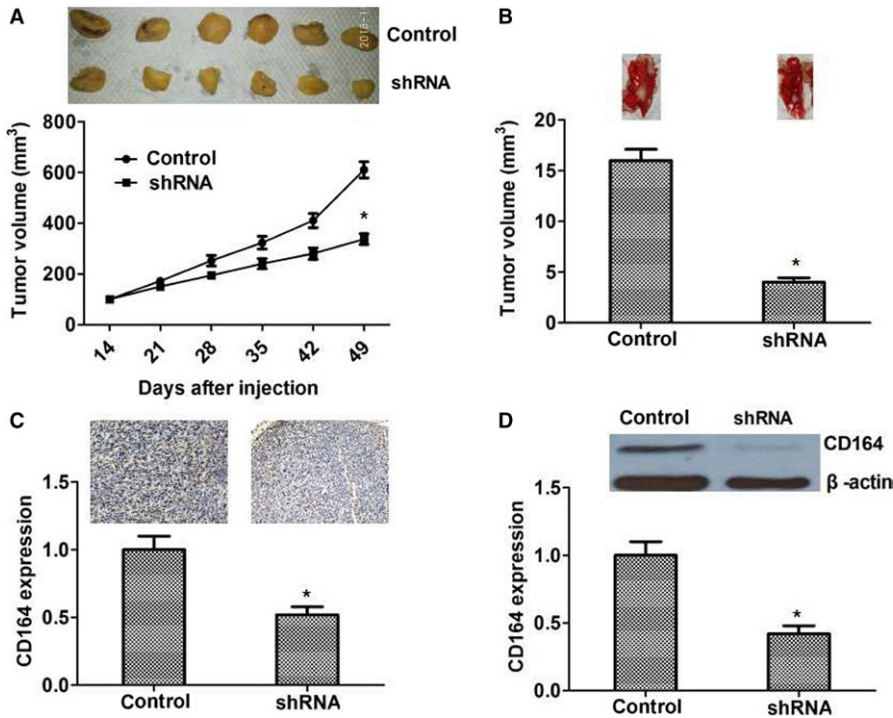 A
Control
shRNA
2018-1
Tumor volume (mm³)
800
600
400
200
0
Control
shRNA
*
14 21 28 35 42 49
Days after injection
B
Tumor volume (mm³)
20
15
10
5
0
*
Control shRNA
C
CD164 expression
1.5
1.0
0.5
0.0
*
Control shRNA
D
Control shRNA
CD164
β -actin
CD164 expression
1.5
1.0
0.5
0.0
*
Control shRNA